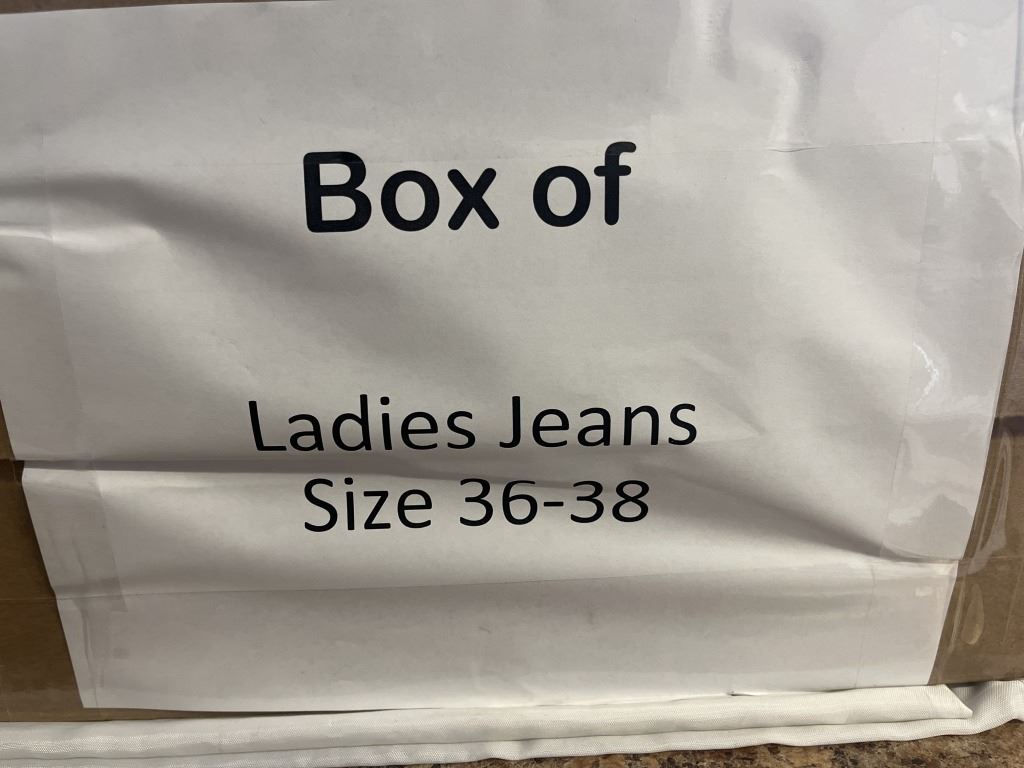 Box of
Ladies Jeans
Size 36-38